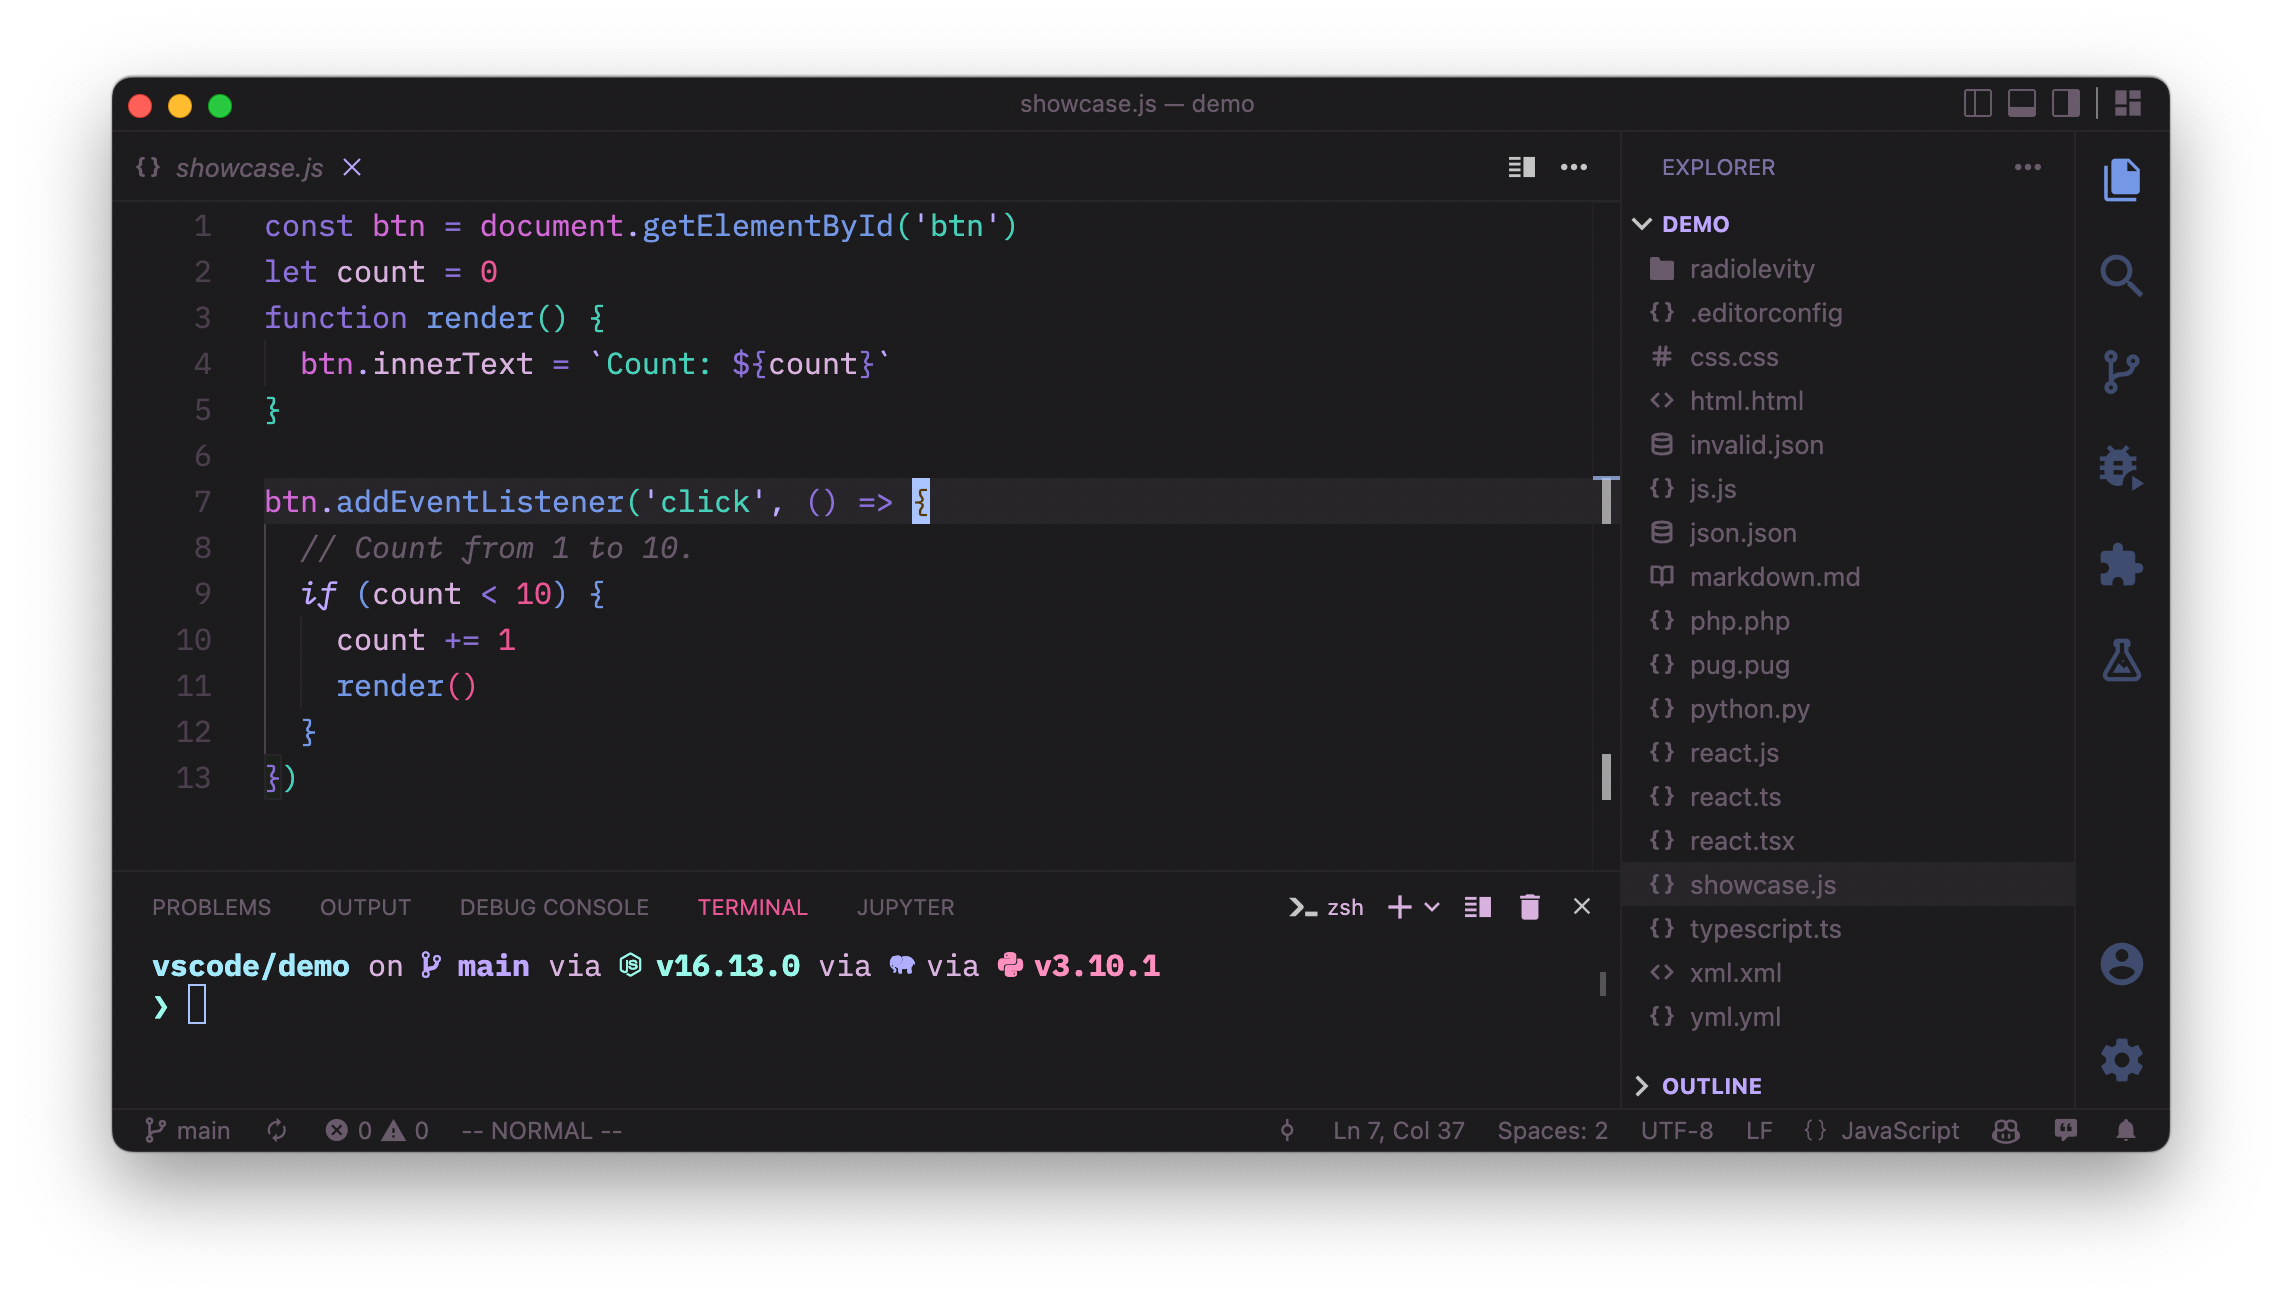 showcase.js — demo
showcase.js
1 const btn = document.getElementById('btn')
2 let count = 0
3 function render() {
4   btn.innerText = `Count: ${count}`
5 }
6
7 btn.addEventListener('click', () => {
8   // Count from 1 to 10.
9   if (count < 10) {
10     count += 1
11     render()
12   }
13 })
PROBLEMS OUTPUT DEBUG CONSOLE TERMINAL JUPYTER zsh
vscode/demo on main via v16.13.0 via via v3.10.1
❯
EXPLORER
DEMO
radiolevity
.editorconfig
css.css
html.html
invalid.json
js.js
json.json
markdown.md
php.php
pug.pug
python.py
react.js
react.ts
react.tsx
showcase.js
typescript.ts
xml.xml
yml.yml
OUTLINE
main 0 0 -- NORMAL -- Ln 7, Col 37 Spaces: 2 UTF-8 LF {} JavaScript